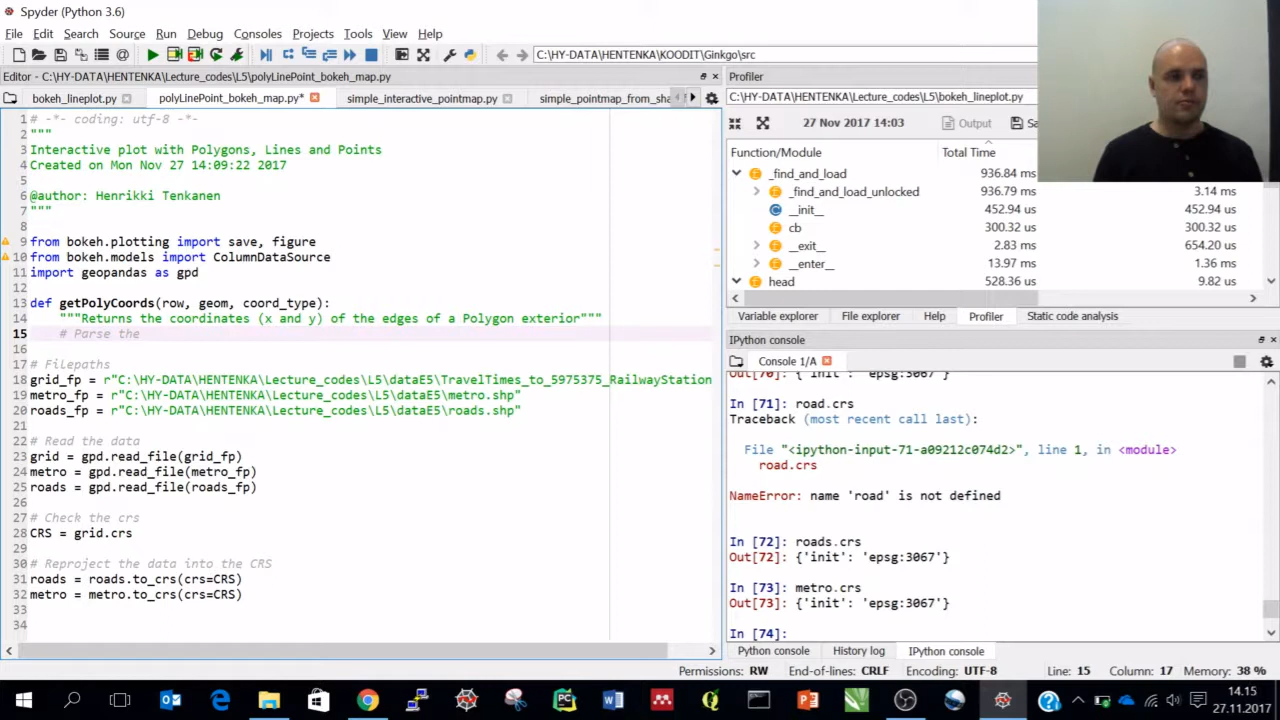 Spyder (Python 3.6)
File Edit Search Source Run Debug Consoles Projects Tools View Help
C:\HY-DATA\HENTENKA\KOODIT\Ginkgo\src
Editor - C:\HY-DATA\HENTENKA\Lecture_codes\L5\polyLinePoint_bokeh_map.py
bokeh_lineplot.py polyLinePoint_bokeh_map.py* simple_interactive_pointmap.py simple_pointmap_from_sha
1 # -*- coding: utf-8 -*-
2 """
3 Interactive plot with Polygons, Lines and Points
4 Created on Mon Nov 27 14:09:22 2017
5
6 @author: Henrikki Tenkanen
7 """
8
9 from bokeh.plotting import save, figure
10 from bokeh.models import ColumnDataSource
11 import geopandas as gpd
12
13 def getPolyCoords(row, geom, coord_type):
14 """Returns the coordinates (x and y) of the edges of a Polygon exterior"""
15 # Parse the
16
17 # Filepaths
18 grid_fp = r"C:\HY-DATA\HENTENKA\Lecture_codes\L5\dataE5\TravelTimes_to_5975375_RailwayStation
19 metro_fp = r"C:\HY-DATA\HENTENKA\Lecture_codes\L5\dataE5\metro.shp"
20 roads_fp = r"C:\HY-DATA\HENTENKA\Lecture_codes\L5\dataE5\roads.shp"
21
22 # Read the data
23 grid = gpd.read_file(grid_fp)
24 metro = gpd.read_file(metro_fp)
25 roads = gpd.read_file(roads_fp)
26
27 # Check the crs
28 CRS = grid.crs
29
30 # Reproject the data into the CRS
31 roads = roads.to_crs(crs=CRS)
32 metro = metro.to_crs(crs=CRS)
33
34
Profiler
C:\HY-DATA\HENTENKA\Lecture_codes\L5\bokeh_lineplot.py
27 Nov 2017 14:03 Output Sa
Function/Module Total Time
_find_and_load 936.84 ms
_find_and_load_unlocked 936.79 ms 3.14 ms
__init__ 452.94 us 452.94 us
cb 300.32 us 300.32 us
__exit__ 2.83 ms 654.20 us
__enter__ 13.97 ms 1.36 ms
head 528.36 us 9.82 us
Variable explorer File explorer Help Profiler Static code analysis
IPython console
Console 1/A
Out[70]: {'init': 'epsg:3067'}
In [71]: road.crs
Traceback (most recent call last):
File "<ipython-input-71-a09212c074d2>", line 1, in <module>
road.crs
NameError: name 'road' is not defined
In [72]: roads.crs
Out[72]: {'init': 'epsg:3067'}
In [73]: metro.crs
Out[73]: {'init': 'epsg:3067'}
In [74]:
Python console History log IPython console
Permissions: RW End-of-lines: CRLF Encoding: UTF-8 Line: 15 Column: 17 Memory: 38 %
14.15
27.11.2017